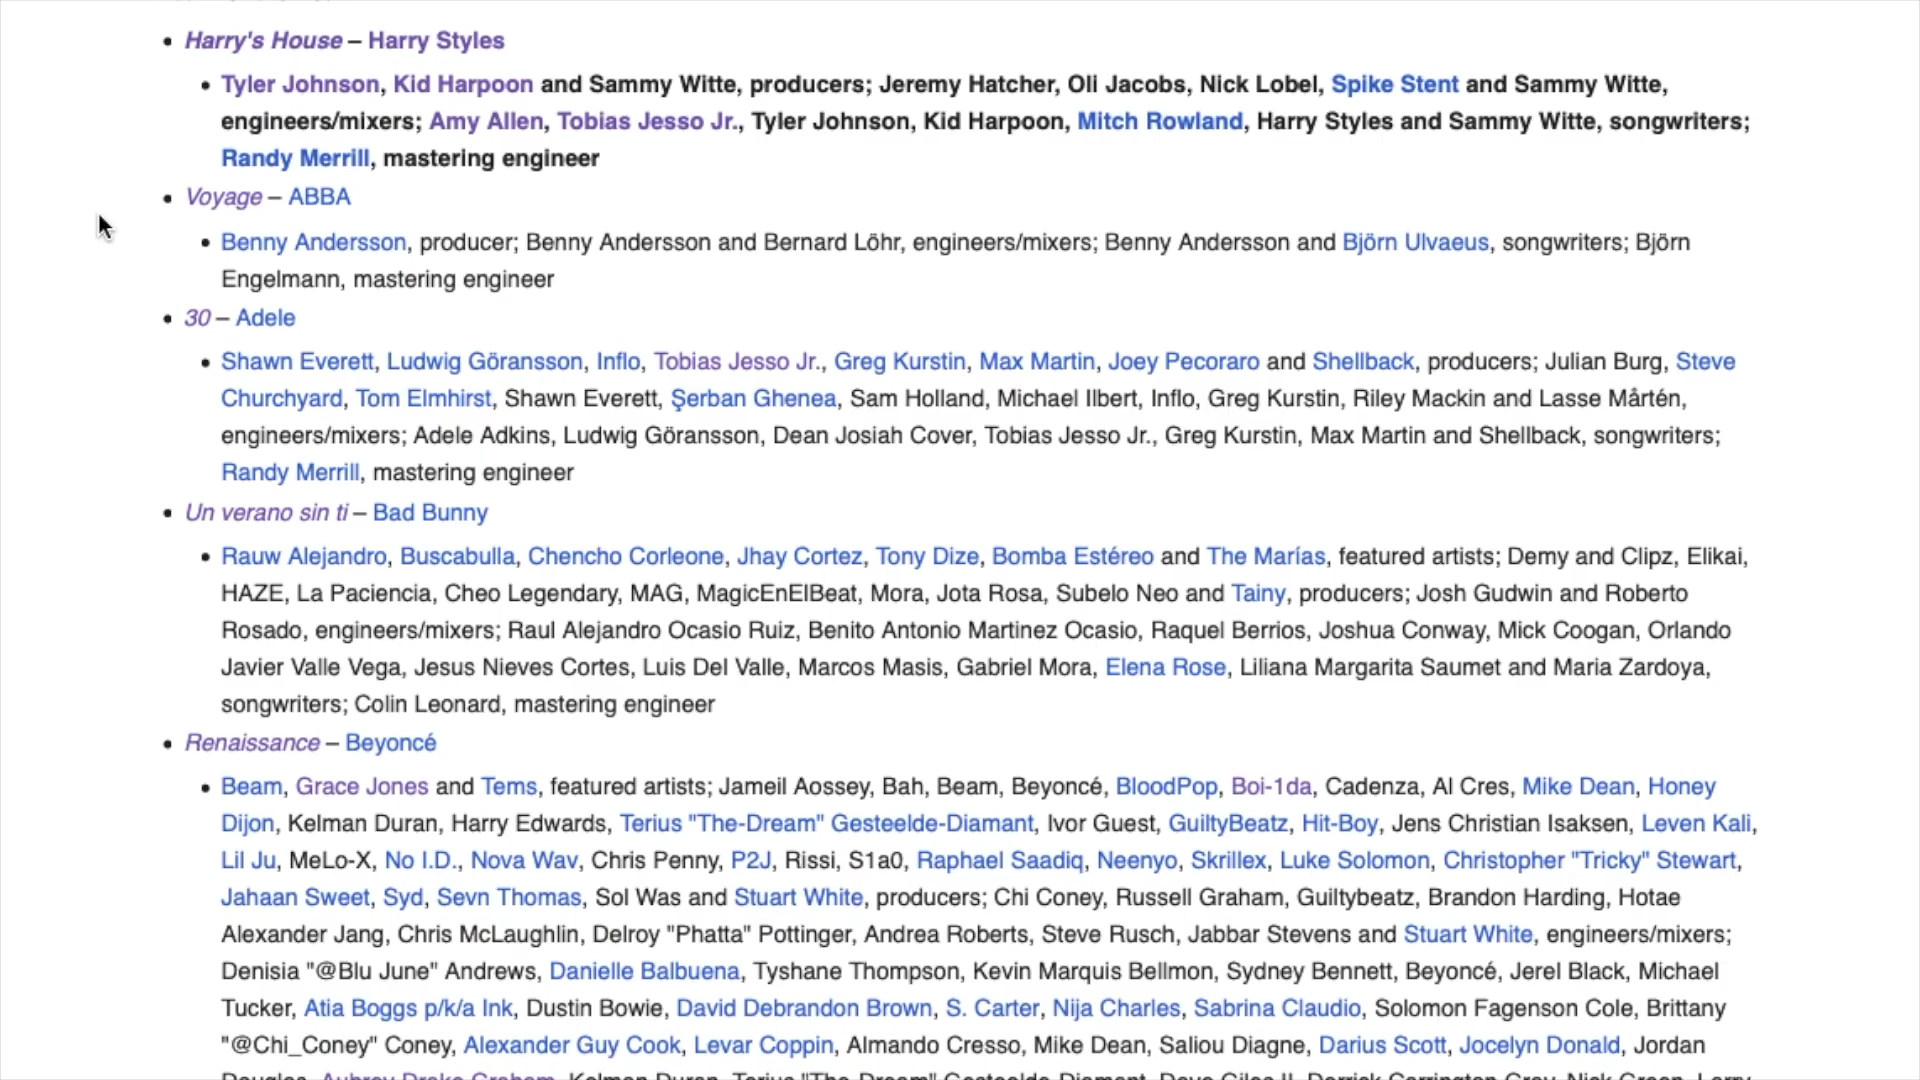 Harry's House – Harry Styles
Tyler Johnson, Kid Harpoon and Sammy Witte, producers; Jeremy Hatcher, Oli Jacobs, Nick Lobel, Spike Stent and Sammy Witte,
engineers/mixers; Amy Allen, Tobias Jesso Jr., Tyler Johnson, Kid Harpoon, Mitch Rowland, Harry Styles and Sammy Witte, songwriters;
Randy Merrill, mastering engineer
Voyage – ABBA
Benny Andersson, producer; Benny Andersson and Bernard Löhr, engineers/mixers; Benny Andersson and Björn Ulvaeus, songwriters; Björn
Engelmann, mastering engineer
30 – Adele
Shawn Everett, Ludwig Göransson, Inflo, Tobias Jesso Jr., Greg Kurstin, Max Martin, Joey Pecoraro and Shellback, producers; Julian Burg, Steve
Churchyard, Tom Elmhirst, Shawn Everett, Şerban Ghenea, Sam Holland, Michael Ilbert, Inflo, Greg Kurstin, Riley Mackin and Lasse Mårtén,
engineers/mixers; Adele Adkins, Ludwig Göransson, Dean Josiah Cover, Tobias Jesso Jr., Greg Kurstin, Max Martin and Shellback, songwriters;
Randy Merrill, mastering engineer
Un verano sin ti – Bad Bunny
Rauw Alejandro, Buscabulla, Chencho Corleone, Jhay Cortez, Tony Dize, Bomba Estéreo and The Marías, featured artists; Demy and Clipz, Elikai,
HAZE, La Paciencia, Cheo Legendary, MAG, MagicEnElBeat, Mora, Jota Rosa, Subelo Neo and Tainy, producers; Josh Gudwin and Roberto
Rosado, engineers/mixers; Raul Alejandro Ocasio Ruiz, Benito Antonio Martinez Ocasio, Raquel Berrios, Joshua Conway, Mick Coogan, Orlando
Javier Valle Vega, Jesus Nieves Cortes, Luis Del Valle, Marcos Masis, Gabriel Mora, Elena Rose, Liliana Margarita Saumet and Maria Zardoya,
songwriters; Colin Leonard, mastering engineer
Renaissance – Beyoncé
Beam, Grace Jones and Tems, featured artists; Jameil Aossey, Bah, Beam, Beyoncé, BloodPop, Boi-1da, Cadenza, Al Cres, Mike Dean, Honey
Dijon, Kelman Duran, Harry Edwards, Terius "The-Dream" Gesteelde-Diamant, Ivor Guest, GuiltyBeatz, Hit-Boy, Jens Christian Isaksen, Leven Kali,
Lil Ju, MeLo-X, No I.D., Nova Wav, Chris Penny, P2J, Rissi, S1a0, Raphael Saadiq, Neenyo, Skrillex, Luke Solomon, Christopher "Tricky" Stewart,
Jahaan Sweet, Syd, Sevn Thomas, Sol Was and Stuart White, producers; Chi Coney, Russell Graham, Guiltybeatz, Brandon Harding, Hotae
Alexander Jang, Chris McLaughlin, Delroy "Phatta" Pottinger, Andrea Roberts, Steve Rusch, Jabbar Stevens and Stuart White, engineers/mixers;
Denisia "@Blu June" Andrews, Danielle Balbuena, Tyshane Thompson, Kevin Marquis Bellmon, Sydney Bennett, Beyoncé, Jerel Black, Michael
Tucker, Atia Boggs p/k/a Ink, Dustin Bowie, David Debrandon Brown, S. Carter, Nija Charles, Sabrina Claudio, Solomon Fagenson Cole, Brittany
"@Chi_Coney" Coney, Alexander Guy Cook, Levar Coppin, Almando Cresso, Mike Dean, Saliou Diagne, Darius Scott, Jocelyn Donald, Jordan